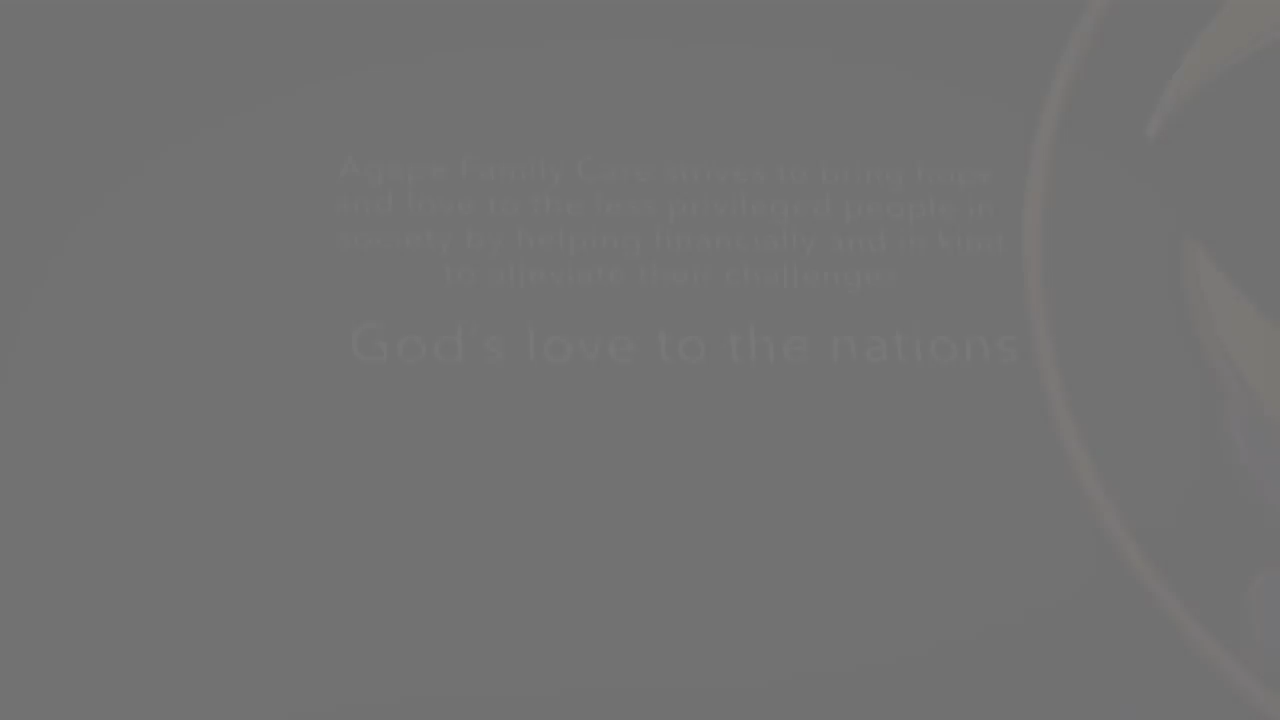 Agape Family Care strives to bring hope
and love to the less privileged people in
society by helping financially and in kind
to alleviate their challenges
God's love to the nations